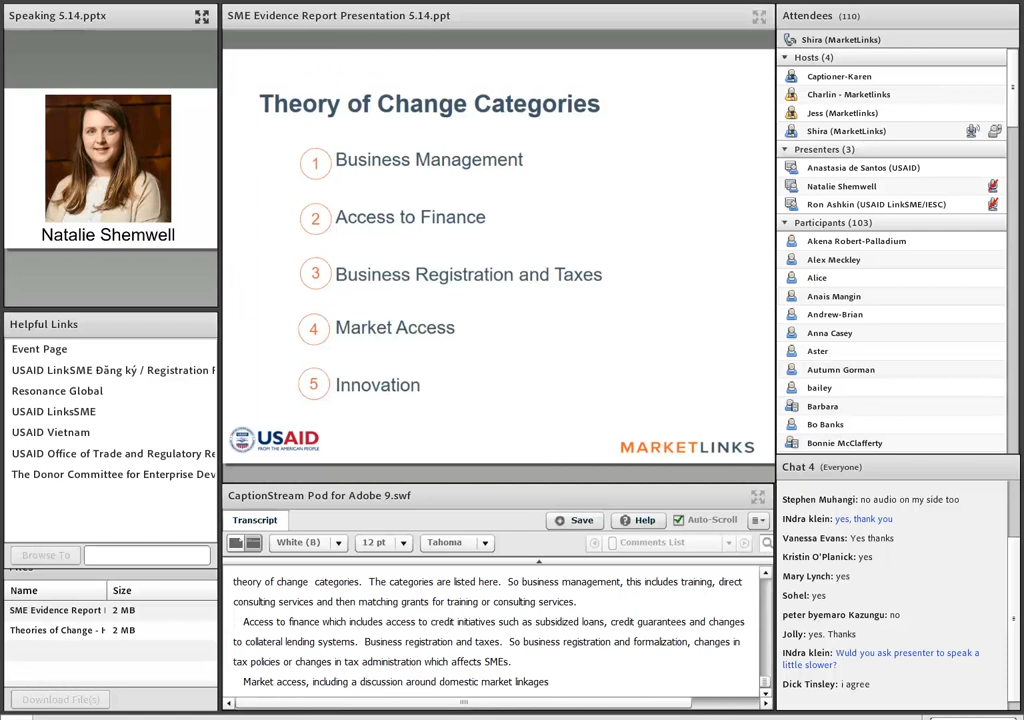 Speaking 5.14.pptx
Natalie Shemwell
Helpful Links
Event Page
USAID LinkSME Đăng ký / Registration F
Resonance Global
USAID LinksSME
USAID Vietnam
USAID Office of Trade and Regulatory Re
The Donor Committee for Enterprise Dev
Browse To
Name Size
SME Evidence Report 2 MB
Theories of Change - 2 MB
Download File(s)
SME Evidence Report Presentation 5.14.ppt
Theory of Change Categories
1 Business Management
2 Access to Finance
3 Business Registration and Taxes
4 Market Access
5 Innovation
USAID
FROM THE AMERICAN PEOPLE
MARKETLINKS
CaptionStream Pod for Adobe 9.swf
Transcript Save Help Auto-Scroll
White (B) 12 pt Tahoma Comments List
theory of change categories. The categories are listed here. So business management, this includes training, direct
consulting services and then matching grants for training or consulting services.
Access to finance which includes access to credit initiatives such as subsidized loans, credit guarantees and changes
to collateral lending systems. Business registration and taxes. So business registration and formalization, changes in
tax policies or changes in tax administration which affects SMEs.
Market access, including a discussion around domestic market linkages
Attendees (110)
Shira (MarketLinks)
Hosts (4)
Captioner-Karen
Charlin - Marketlinks
Jess (Marketlinks)
Shira (MarketLinks)
Presenters (3)
Anastasia de Santos (USAID)
Natalie Shemwell
Ron Ashkin (USAID LinkSME/IESC)
Participants (103)
Akena Robert-Palladium
Alex Meckley
Alice
Anais Mangin
Andrew-Brian
Anna Casey
Aster
Autumn Gorman
bailey
Barbara
Bo Banks
Bonnie McClafferty
Chat 4 (Everyone)
Stephen Muhangi: no audio on my side too
INdra klein: yes, thank you
Vanessa Evans: Yes thanks
Kristin O'Planick: yes
Mary Lynch: yes
Sohel: yes
peter byemaro Kazungu: no
Jolly: yes. Thanks
INdra klein: Wuld you ask presenter to speak a
little slower?
Dick Tinsley: i agree